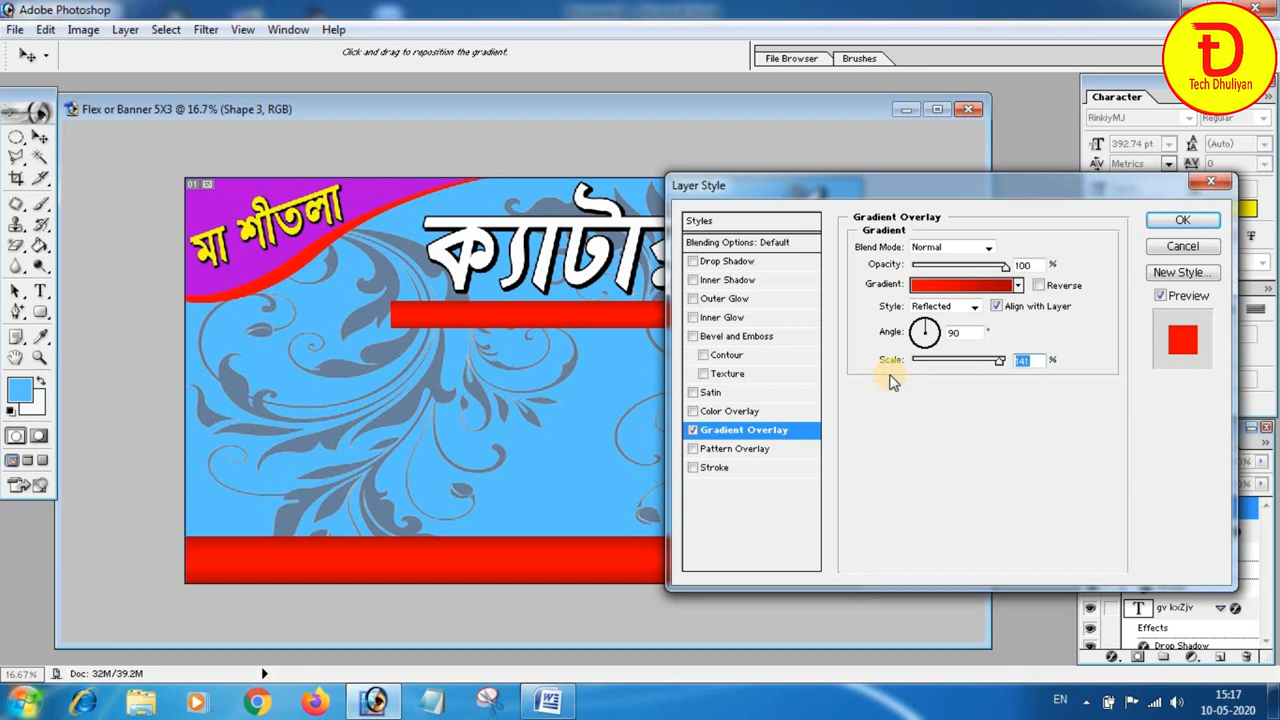 Adobe Photoshop
File Edit Image Layer Select Filter View Window Help
Click and drag to reposition the gradient.
File Browser Brushes
Tech Dhuliyan
Flex or Banner 5X3 @ 16.7% (Shape 3, RGB)
Character
RinkiyMJ Regular
392.74 pt (Auto)
Metrics 0
01
মা শীতলা
ক্যাটা
Layer Style
Styles
Blending Options: Default
Drop Shadow
Inner Shadow
Outer Glow
Inner Glow
Bevel and Emboss
Contour
Texture
Satin
Color Overlay
Gradient Overlay
Pattern Overlay
Stroke
Gradient Overlay
Gradient
Blend Mode: Normal
Opacity: 100 %
Gradient: Reverse
Style: Reflected Align with Layer
Angle: 90 °
Scale: 141 %
OK
Cancel
New Style...
Preview
T gv kxZjv
Effects
Drop Shadow
16.67% Doc: 32M/39.2M
EN 15:17
10-05-2020